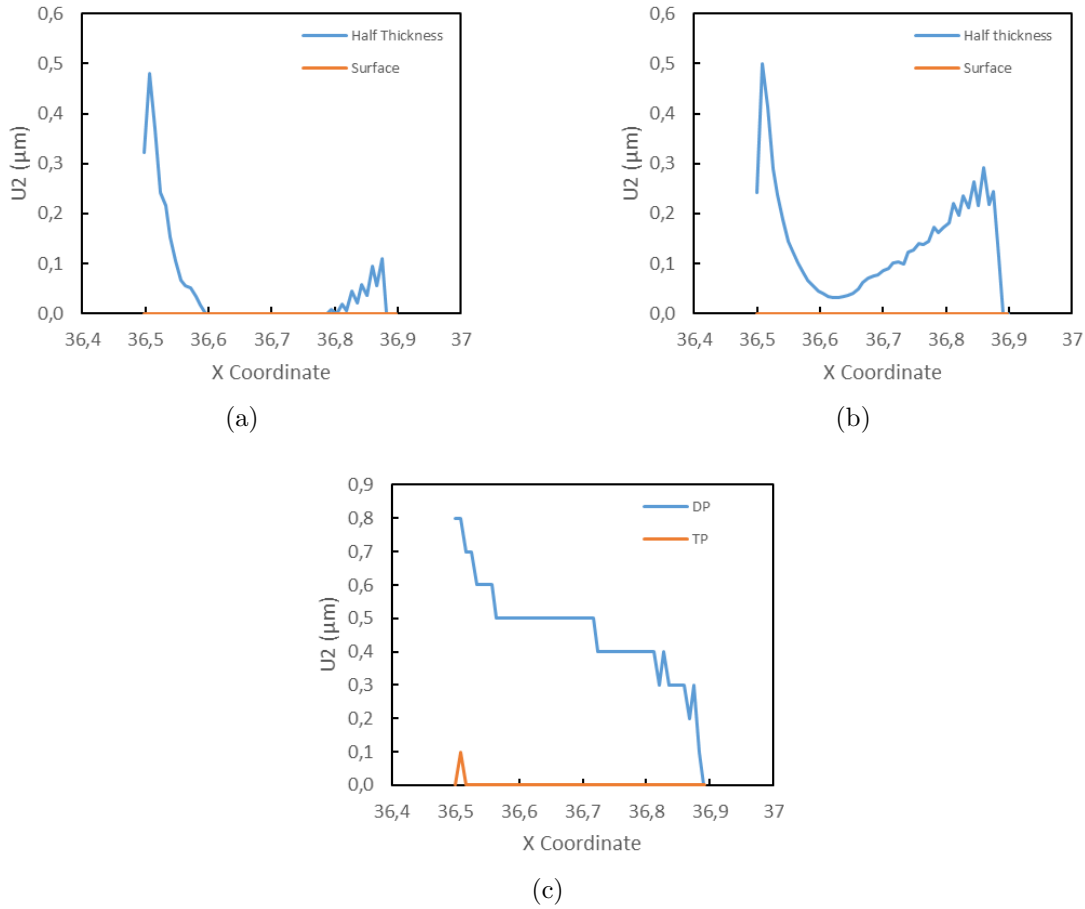 0,6
0,5
0,4
0,3
0,2
0,1
0,0
U2 (µm)
Half Thickness
Surface
36,4 36,5 36,6 36,7 36,8 36,9 37
X Coordinate
(a)
0,6
0,5
0,4
0,3
0,2
0,1
0,0
U2 (µm)
Half thickness
Surface
36,4 36,5 36,6 36,7 36,8 36,9 37
X Coordinate
(b)
0,9
0,8
0,7
0,6
0,5
0,4
0,3
0,2
0,1
0,0
U2 (µm)
DP
TP
36,4 36,5 36,6 36,7 36,8 36,9 37
X Coordinate
(c)